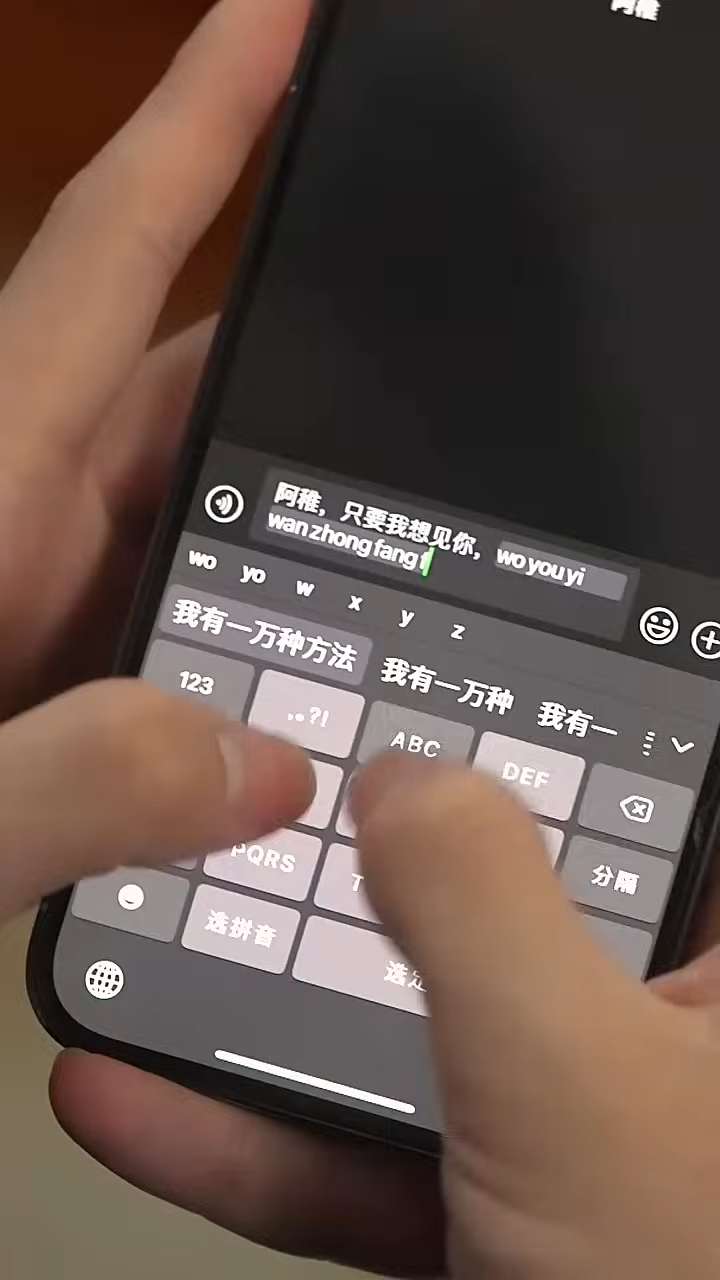 阿稚
阿稚，只要我想见你，wo you yi
wan zhong fang f
wo yo w x y z
我有一万种方法 我有一万种 我有一
123 ..?! ABC DEF
PQRS 分隔
选拼音